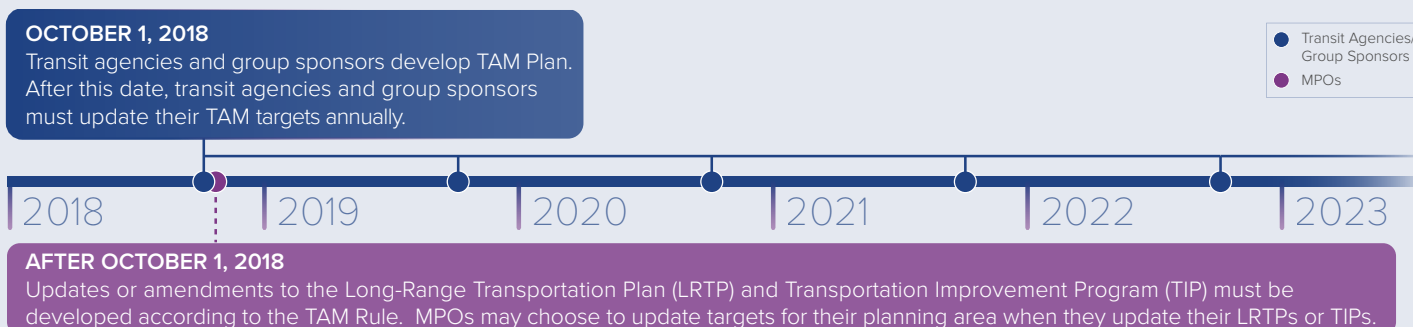 OCTOBER 1, 2018
Transit agencies and group sponsors develop TAM Plan.
After this date, transit agencies and group sponsors
must update their TAM targets annually.
Transit Agencies/
Group Sponsors
MPOs
2018
2019
2020
2021
2022
2023
AFTER OCTOBER 1, 2018
Updates or amendments to the Long-Range Transportation Plan (LRTP) and Transportation Improvement Program (TIP) must be
developed according to the TAM Rule. MPOs may choose to update targets for their planning area when they update their LRTPs or TIPs.